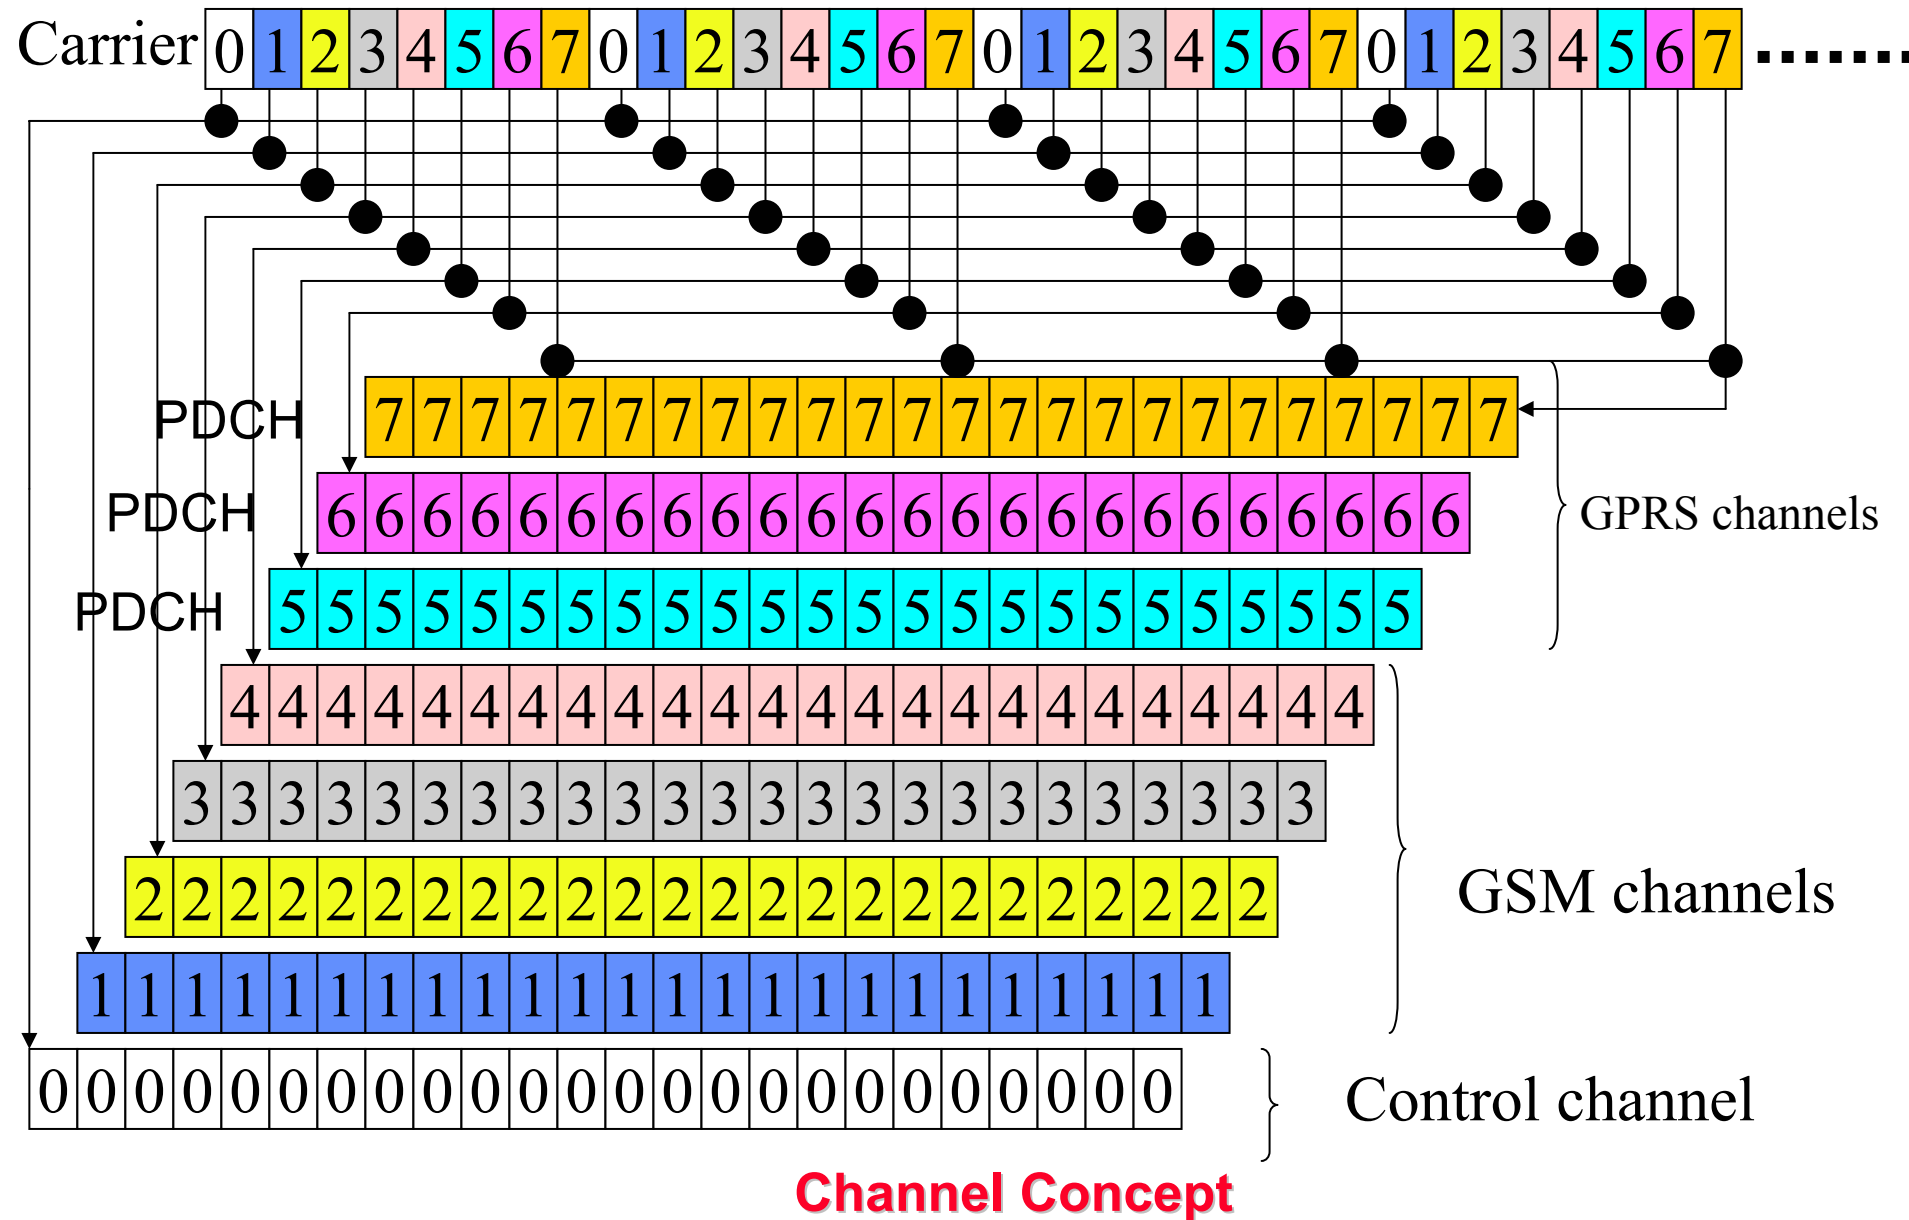 Carrier 0 1 2 3 4 5 6 7 0 1 2 3 4 5 6 7 0 1 2 3 4 5 6 7 0 1 2 3 4 5 6 7 .......
PDCH 7 7 7 7 7 7 7 7 7 7 7 7 7 7 7 7 7 7 7 7 7 7 7 7
PDCH 6 6 6 6 6 6 6 6 6 6 6 6 6 6 6 6 6 6 6 6 6 6 6 6 GPRS channels
PDCH 5 5 5 5 5 5 5 5 5 5 5 5 5 5 5 5 5 5 5 5 5 5 5 5
4 4 4 4 4 4 4 4 4 4 4 4 4 4 4 4 4 4 4 4 4 4 4 4
3 3 3 3 3 3 3 3 3 3 3 3 3 3 3 3 3 3 3 3 3 3 3 3
2 2 2 2 2 2 2 2 2 2 2 2 2 2 2 2 2 2 2 2 2 2 2 2 GSM channels
1 1 1 1 1 1 1 1 1 1 1 1 1 1 1 1 1 1 1 1 1 1 1 1
0 0 0 0 0 0 0 0 0 0 0 0 0 0 0 0 0 0 0 0 0 0 0 0 Control channel
Channel Concept